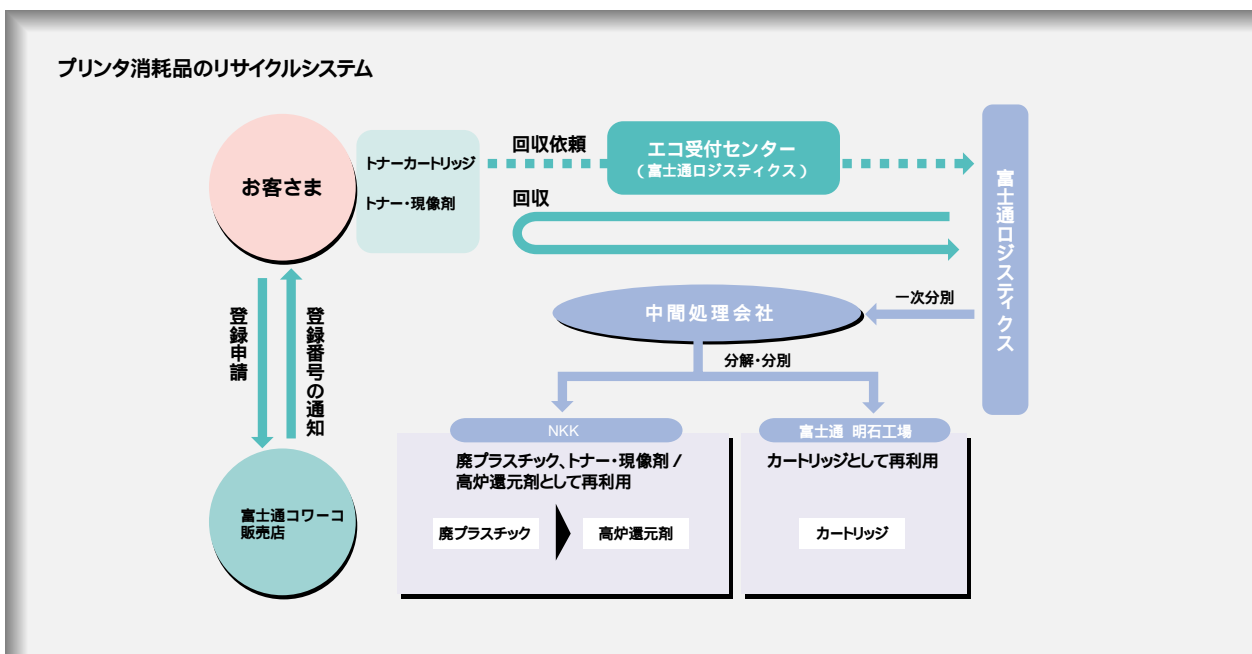 プリンタ消耗品のリサイクルシステム
お客さま
トナーカートリッジ
トナー・現像剤
回収依頼
エコ受付センター
(富士通ロジスティクス)
回収
富士通ロジスティクス
一次分別
中間処理会社
分解・分別
登録申請
登録番号の通知
富士通コワーコ
販売店
NKK
廃プラスチック、トナー・現像剤 /
高炉還元剤として再利用
廃プラスチック
高炉還元剤
富士通 明石工場
カートリッジとして再利用
カートリッジ